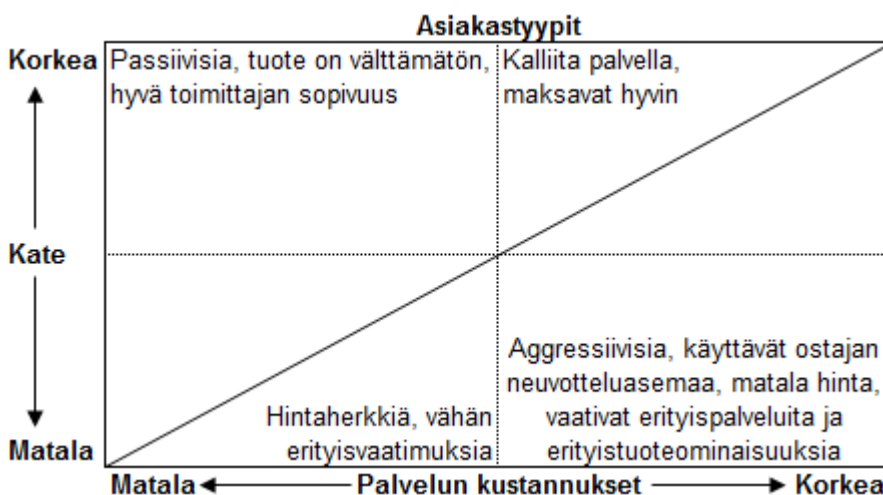 Asiakastyypit
Korkea
Passiivisia, tuote on välttämätön,
hyvä toimittajan sopivuus
Kalliita palvella,
maksavat hyvin
Kate
Aggressiivisia, käyttävät ostajan
neuvotteluasemaa, matala hinta,
vaativat erityispalveluita ja
erityistuoteominaisuuksia
Hintaherkkiä, vähän
erityisvaatimuksia
Matala
Matala Palvelun kustannukset Korkea